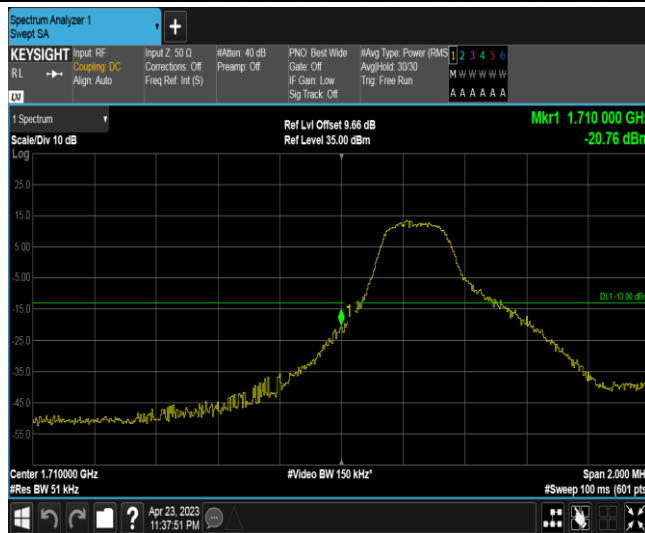 Spectrum Analyzer 1
Swept SA
+
KEYSIGHT
RL
LXI
Input: RF
Coupling: DC
Align: Auto
Input Z: 50 Ω
Corrections: Off
Freq Ref: Int (S)
#Atten: 40 dB
Preamp: Off
PNO: Best Wide
Gate: Off
IF Gain: Low
Sig Track: Off
#Avg Type: Power (RMS
Avg|Hold: 30/30
Trig: Free Run
1 2 3 4 5 6
M W W W W W
A A A A A A
1 Spectrum
Scale/Div 10 dB
Log
Ref Lvl Offset 9.66 dB
Ref Level 35.00 dBm
Mkr1 1.710 000 GHz
-20.76 dBm
25.0
15.0
5.00
-5.00
-15.0
-25.0
-35.0
-45.0
-55.0
DL1 -13.00 dBm
1
Center 1.710000 GHz
#Res BW 51 kHz
#Video BW 150 kHz*
Span 2.000 MH
#Sweep 100 ms (601 pts
?
Apr 23, 2023
11:37:51 PM